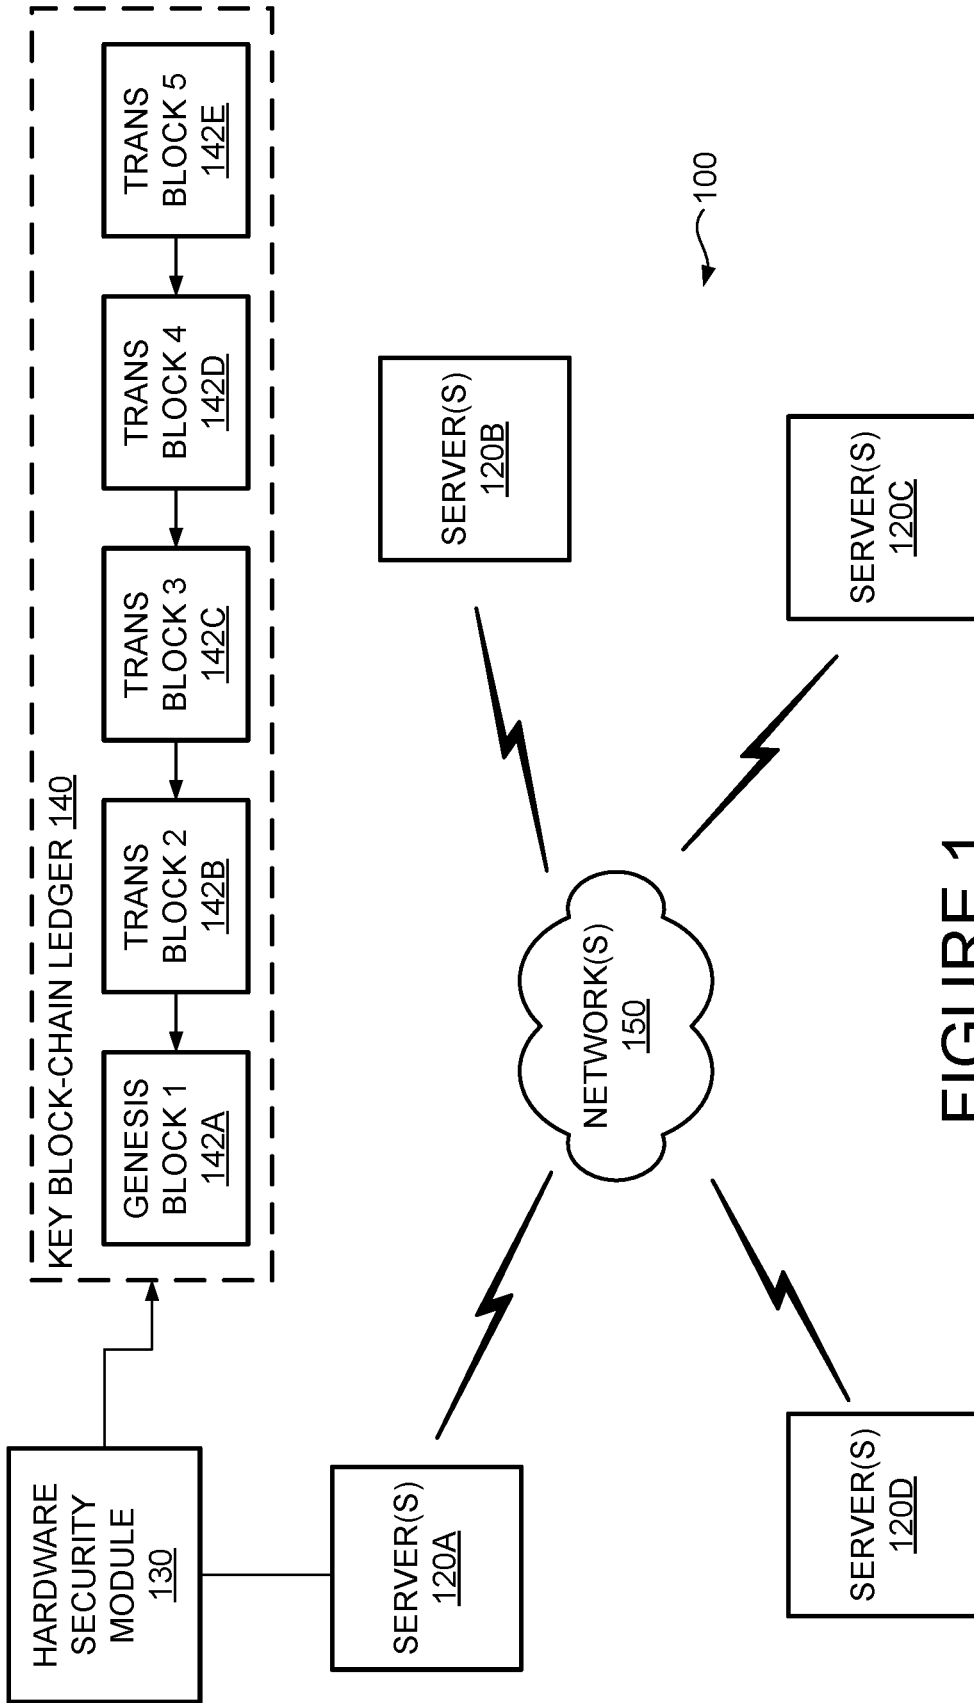 HARDWARE
SECURITY
MODULE
130
KEY BLOCK-CHAIN LEDGER 140
GENESIS
BLOCK 1
142A
TRANS
BLOCK 2
142B
TRANS
BLOCK 3
142C
TRANS
BLOCK 4
142D
TRANS
BLOCK 5
142E
SERVER(S)
120A
SERVER(S)
120B
NETWORK(S)
150
100
SERVER(S)
120D
SERVER(S)
120C
FIGURE 1